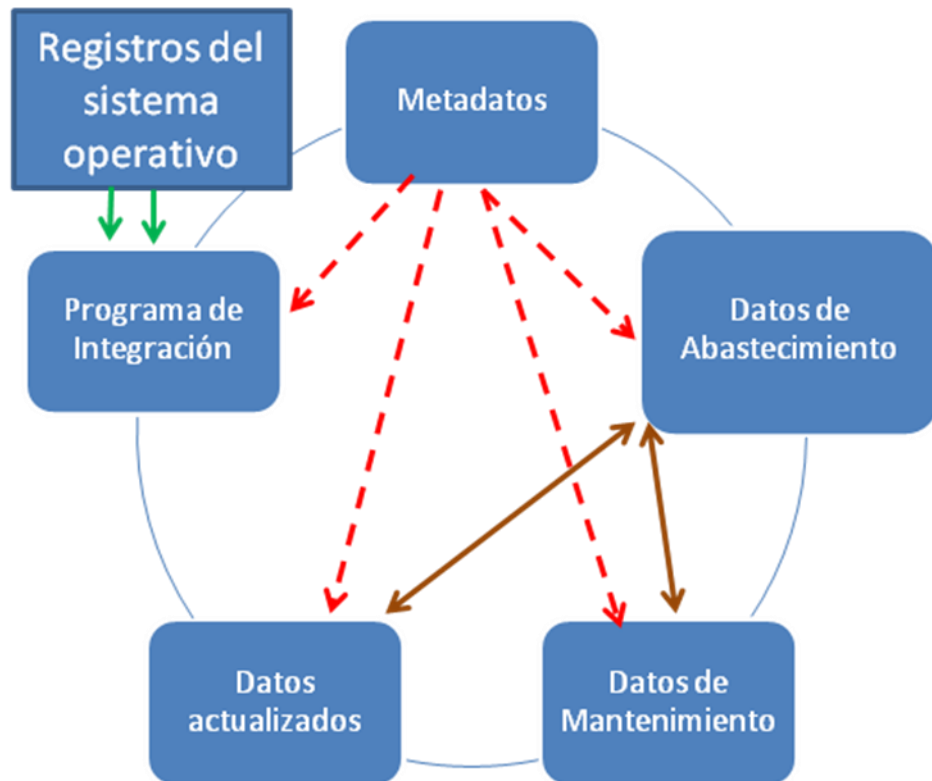 Registros del
sistema
operativo
Metadatos
Programa de
Integración
Datos de
Abastecimiento
Datos
actualizados
Datos de
Mantenimiento